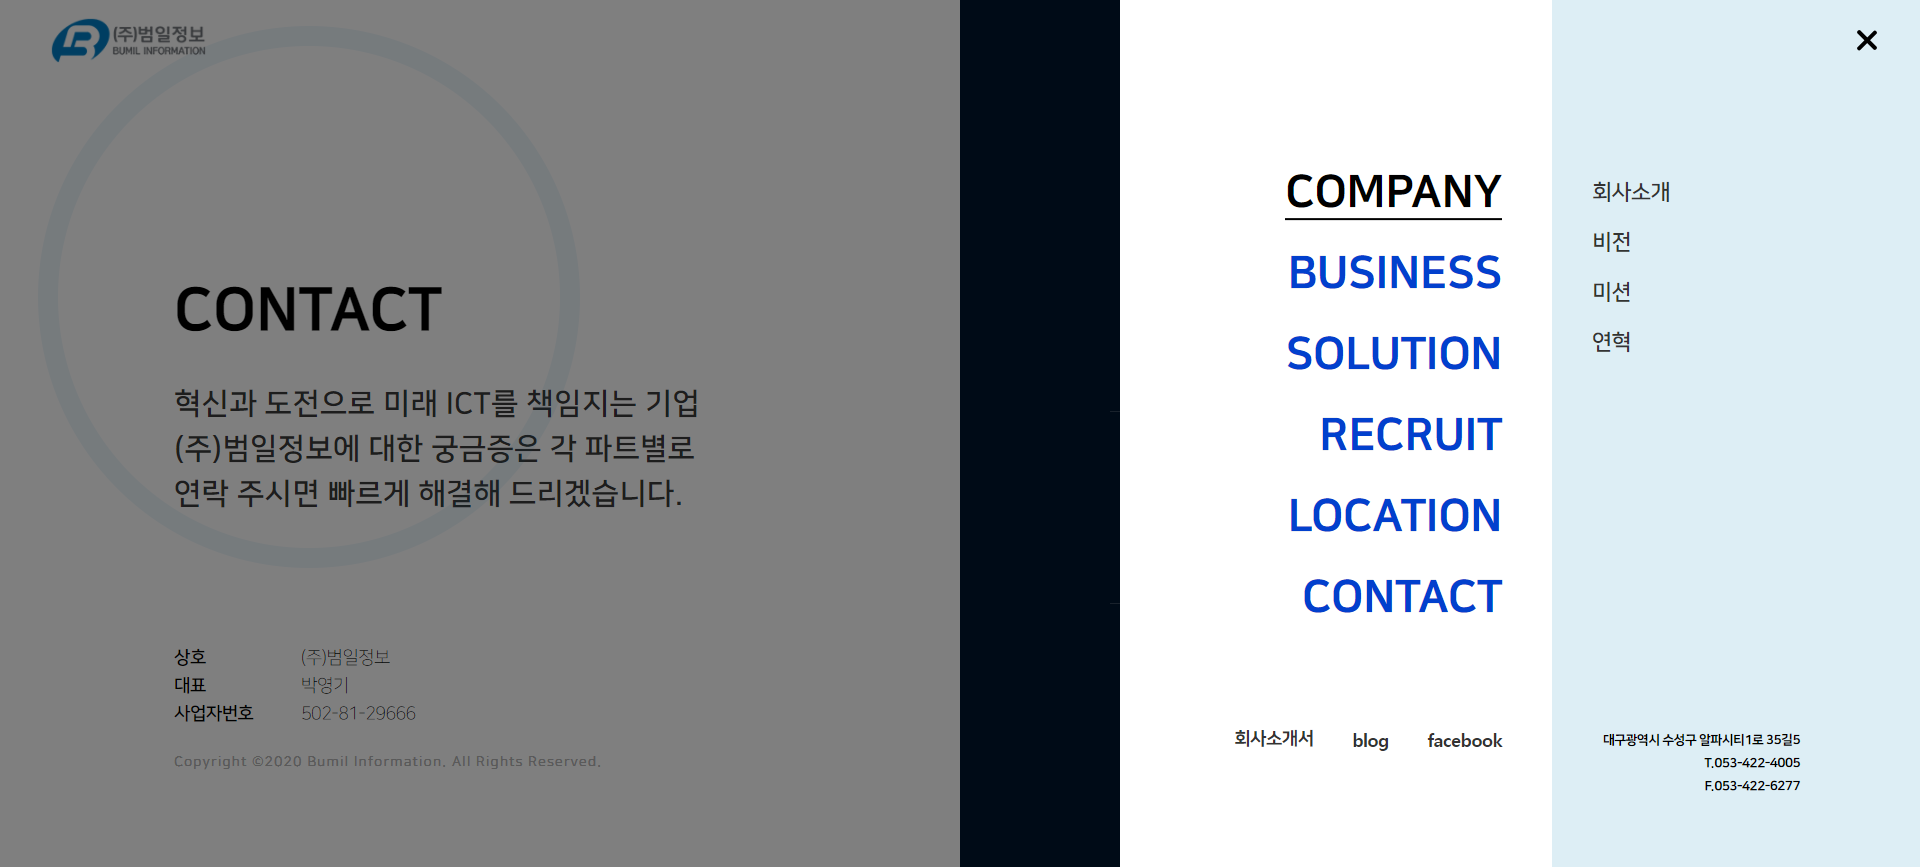 (주)범일정보
BUMIL INFORMATION
CONTACT
혁신과 도전으로 미래 ICT를 책임지는 기업
(주)범일정보에 대한 궁금증은 각 파트별로
연락 주시면 빠르게 해결해 드리겠습니다.
상호 (주)범일정보
대표 박영기
사업자번호 502-81-29666
Copyright ©2020 Bumil Information. All Rights Reserved.
COMPANY
BUSINESS
SOLUTION
RECRUIT
LOCATION
CONTACT
회사소개서 blog facebook
회사소개
비전
미션
연혁
대구광역시 수성구 알파시티1로 35길5
T.053-422-4005
F.053-422-6277